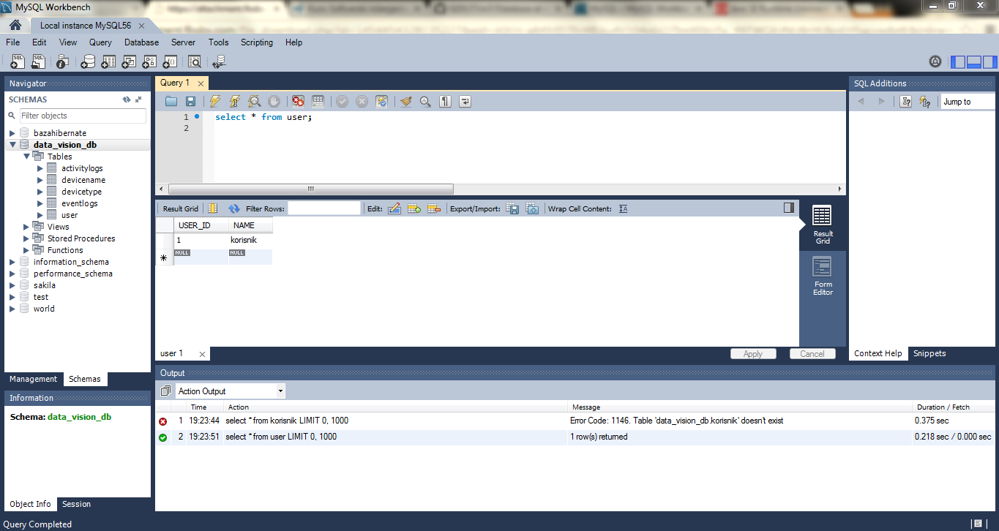 MySQL Workbench
Local instance MySQL56
File Edit View Query Database Server Tools Scripting Help
Navigator
SCHEMAS
Filter objects
bazahibernate
data_vision_db
Tables
activitylogs
devicename
devicetype
eventlogs
user
Views
Stored Procedures
Functions
information_schema
performance_schema
sakila
test
world
Management Schemas
Information
Schema: data_vision_db
Object Info Session
Query 1
1 select * from user;
2
Result Grid Filter Rows: Edit: Export/Import: Wrap Cell Content:
USER_ID NAME
1 korisnik
NULL NULL
Result Grid
Form Editor
user 1
Apply Cancel
SQL Additions
Jump to
Context Help Snippets
Output
Action Output
Time Action Message Duration / Fetch
1 19:23:44 select * from korisnik LIMIT 0, 1000 Error Code: 1146. Table 'data_vision_db.korisnik' doesn't exist 0.375 sec
2 19:23:51 select * from user LIMIT 0, 1000 1 row(s) returned 0.218 sec / 0.000 sec
Query Completed